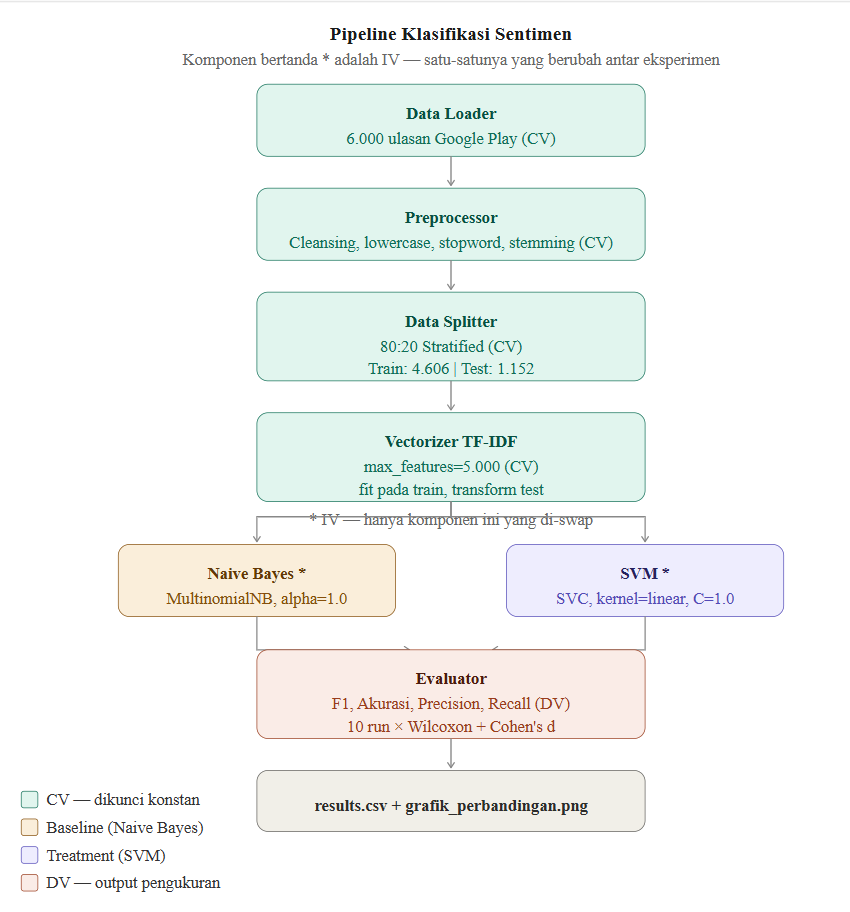 Pipeline Klasifikasi Sentimen
Komponen bertanda * adalah IV — satu-satunya yang berubah antar eksperimen
Data Loader
6.000 ulasan Google Play (CV)
Preprocessor
Cleansing, lowercase, stopword, stemming (CV)
Data Splitter
80:20 Stratified (CV)
Train: 4.606 | Test: 1.152
Vectorizer TF-IDF
max_features=5.000 (CV)
fit pada train, transform test
* IV — hanya komponen ini yang di-swap
Naive Bayes *
MultinomialNB, alpha=1.0
SVM *
SVC, kernel=linear, C=1.0
Evaluator
F1, Akurasi, Precision, Recall (DV)
10 run × Wilcoxon + Cohen's d
results.csv + grafik_perbandingan.png
CV — dikunci konstan
Baseline (Naive Bayes)
Treatment (SVM)
DV — output pengukuran